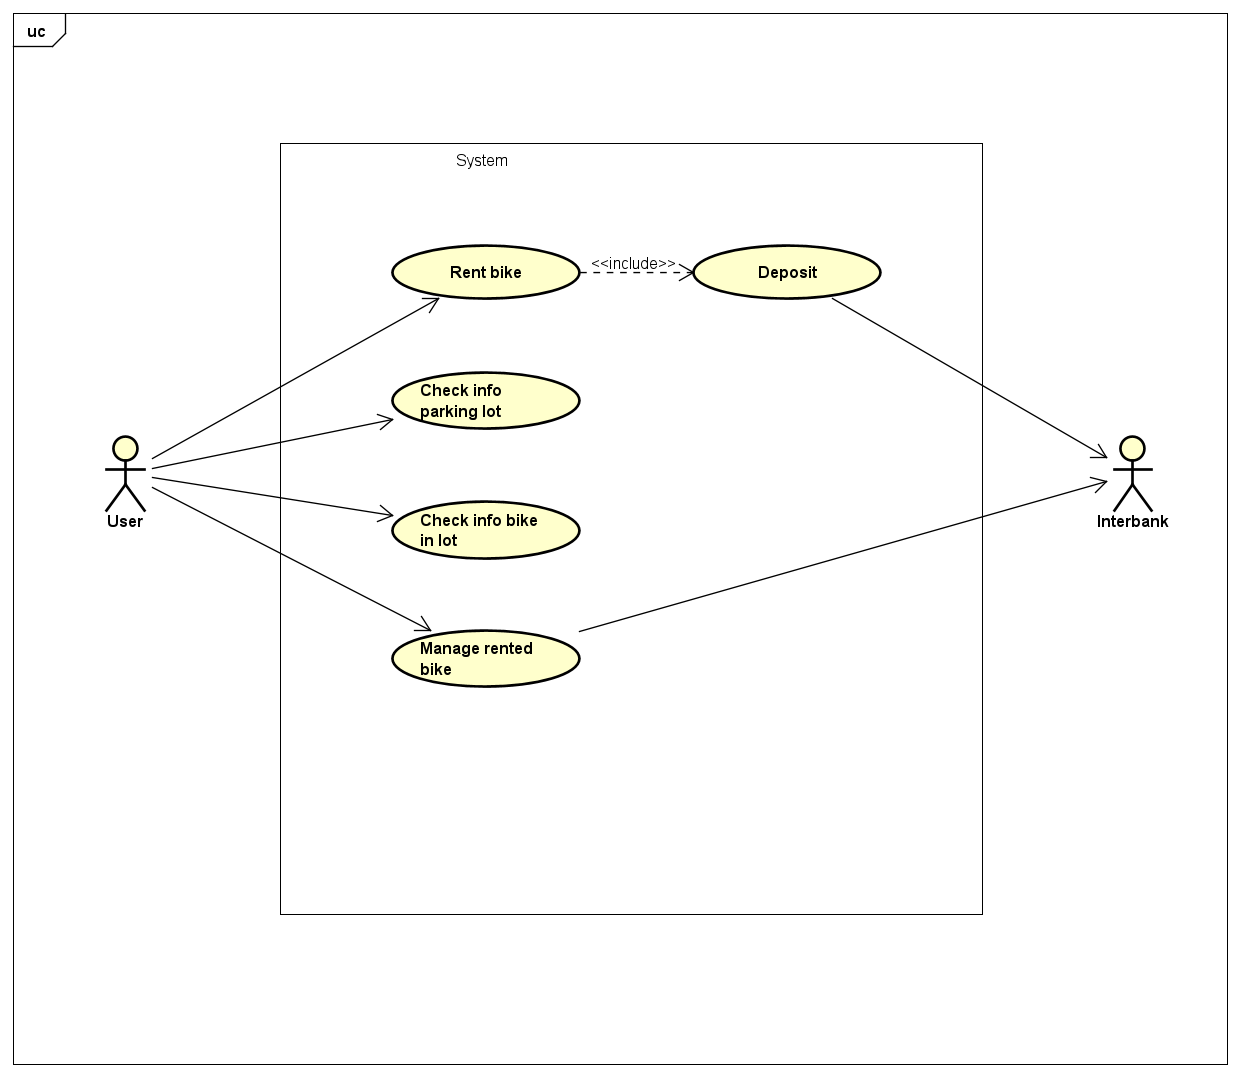 uc
System
Rent bike
<<include>>
Deposit
Check info
parking lot
User
Interbank
Check info bike
in lot
Manage rented
bike